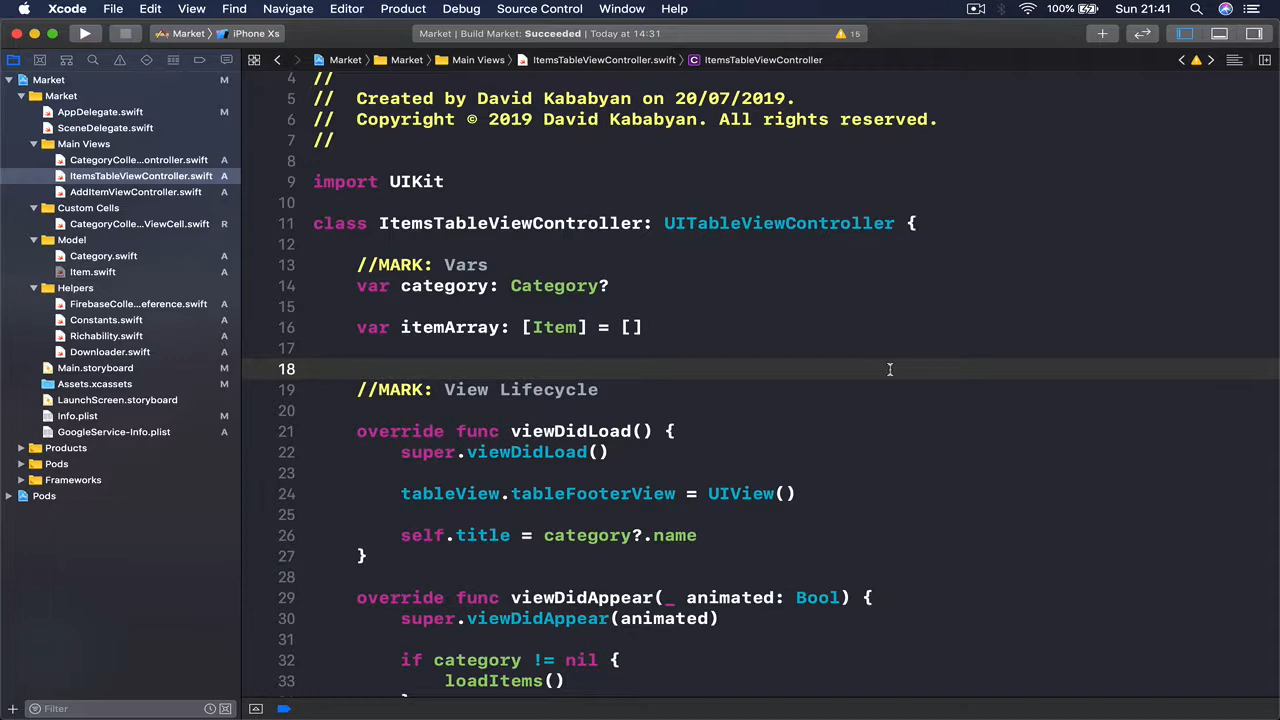 Xcode File Edit View Find Navigate Editor Product Debug Source Control Window Help 100% Sun 21:41
Market iPhone Xs Market | Build Market: Succeeded | Today at 14:31 15
Market Market Main Views ItemsTableViewController.swift C ItemsTableViewController
Market M
Market
AppDelegate.swift M
SceneDelegate.swift
Main Views
CategoryColle...ontroller.swift A
ItemsTableViewController.swift A
AddItemViewController.swift A
Custom Cells
CategoryColle...ViewCell.swift R
Model
Category.swift A
Item.swift A
Helpers
FirebaseColle...eference.swift A
Constants.swift A
Richability.swift A
Downloader.swift A
Main.storyboard M
Assets.xcassets M
LaunchScreen.storyboard
Info.plist M
GoogleService-Info.plist A
Products
Pods
Frameworks
Pods
Filter
4 //
5 // Created by David Kababyan on 20/07/2019.
6 // Copyright © 2019 David Kababyan. All rights reserved.
7 //
8
9 import UIKit
10
11 class ItemsTableViewController: UITableViewController {
12
13 //MARK: Vars
14 var category: Category?
15
16 var itemArray: [Item] = []
17
18
19 //MARK: View Lifecycle
20
21 override func viewDidLoad() {
22 super.viewDidLoad()
23
24 tableView.tableFooterView = UIView()
25
26 self.title = category?.name
27 }
28
29 override func viewDidAppear(_ animated: Bool) {
30 super.viewDidAppear(animated)
31
32 if category != nil {
33 loadItems()